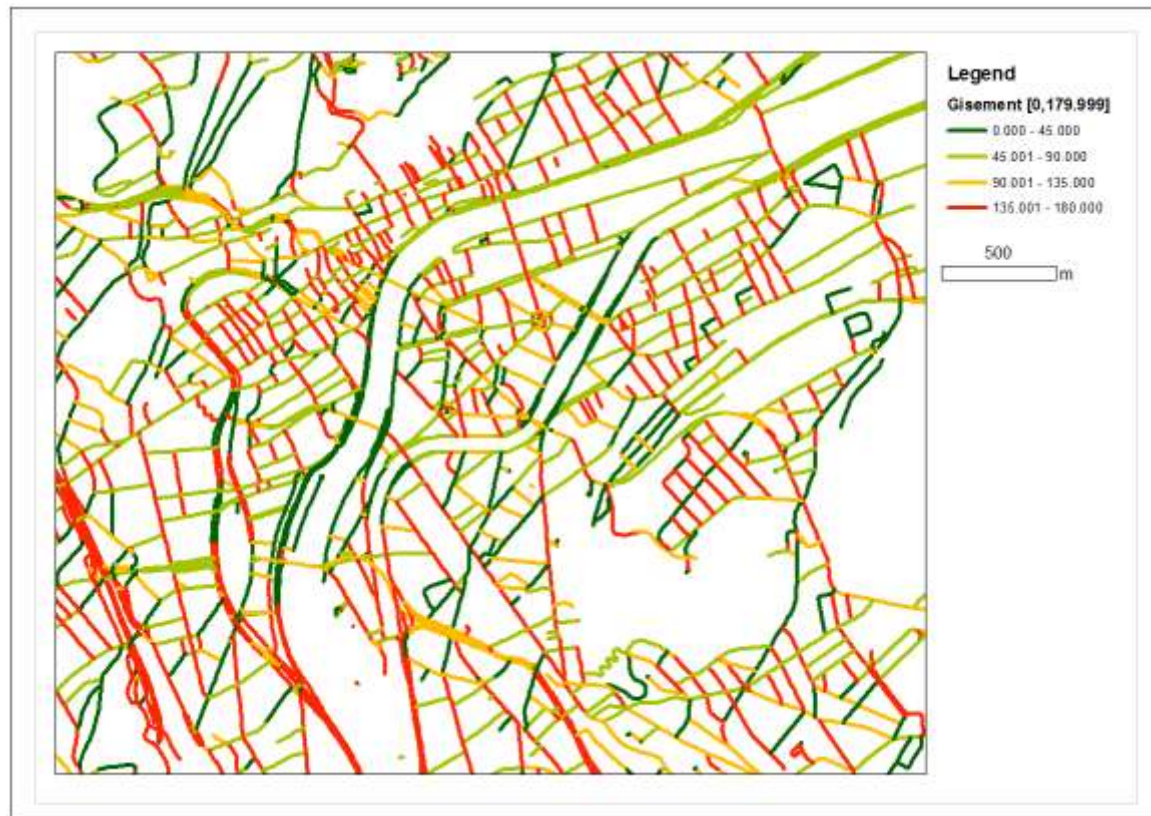 Legend
Gisement [0,179.999]
0.000 - 45.000
45.001 - 90.000
90.001 - 135.000
135.001 - 180.000
500
m